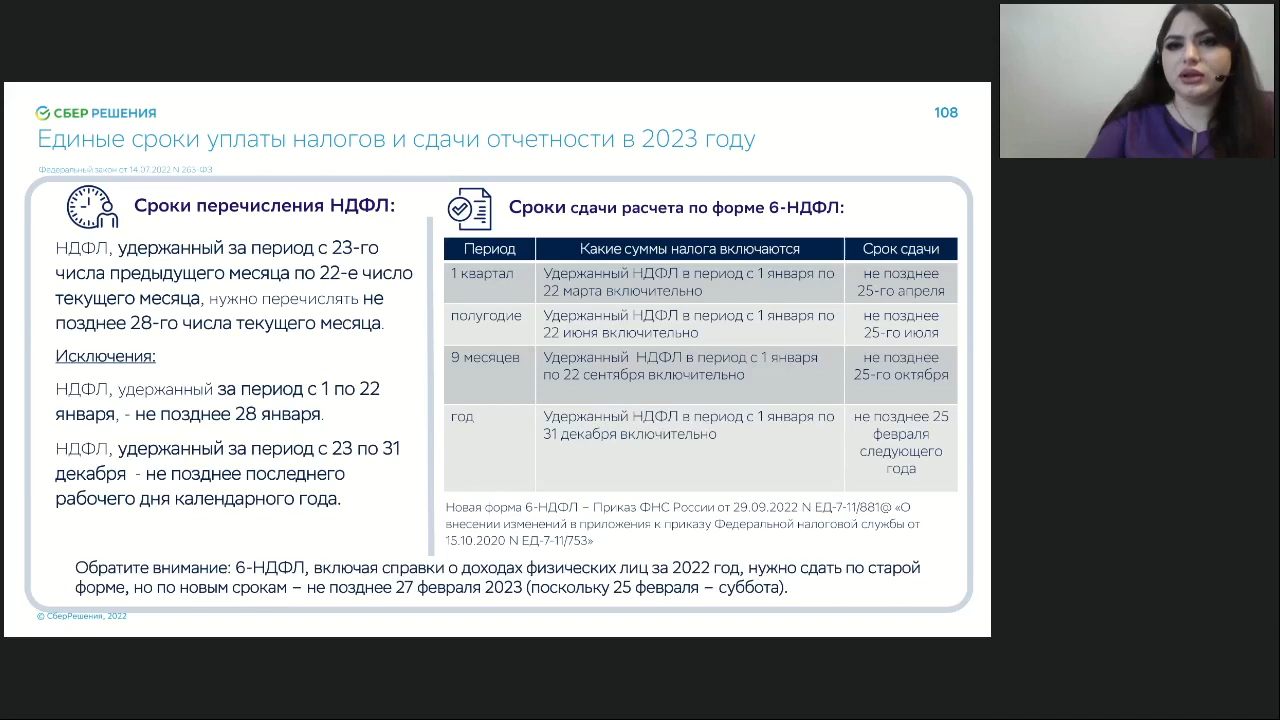 СБЕР РЕШЕНИЯ
108
Единые сроки уплаты налогов и сдачи отчетности в 2023 году
Федеральный закон от 14.07.2022 N 263-ФЗ
Сроки перечисления НДФЛ:
НДФЛ, удержанный за период с 23-го
числа предыдущего месяца по 22-е число
текущего месяца, нужно перечислять не
позднее 28-го числа текущего месяца.
Исключения:
НДФЛ, удержанный за период с 1 по 22
января, - не позднее 28 января.
НДФЛ, удержанный за период с 23 по 31
декабря - не позднее последнего
рабочего дня календарного года.
Сроки сдачи расчета по форме 6-НДФЛ:
Период Какие суммы налога включаются Срок сдачи
1 квартал Удержанный НДФЛ в период с 1 января по не позднее
22 марта включительно 25-го апреля
полугодие Удержанный НДФЛ в период с 1 января по не позднее
22 июня включительно 25-го июля
9 месяцев Удержанный НДФЛ в период с 1 января не позднее
по 22 сентября включительно 25-го октября
год Удержанный НДФЛ в период с 1 января по не позднее 25
31 декабря включительно февраля
следующего
года
Новая форма 6-НДФЛ – Приказ ФНС России от 29.09.2022 N ЕД-7-11/881@ «О
внесении изменений в приложения к приказу Федеральной налоговой службы от
15.10.2020 N ЕД-7-11/753»
Обратите внимание: 6-НДФЛ, включая справки о доходах физических лиц за 2022 год, нужно сдать по старой
форме, но по новым срокам – не позднее 27 февраля 2023 (поскольку 25 февраля – суббота).
© СберРешения, 2022